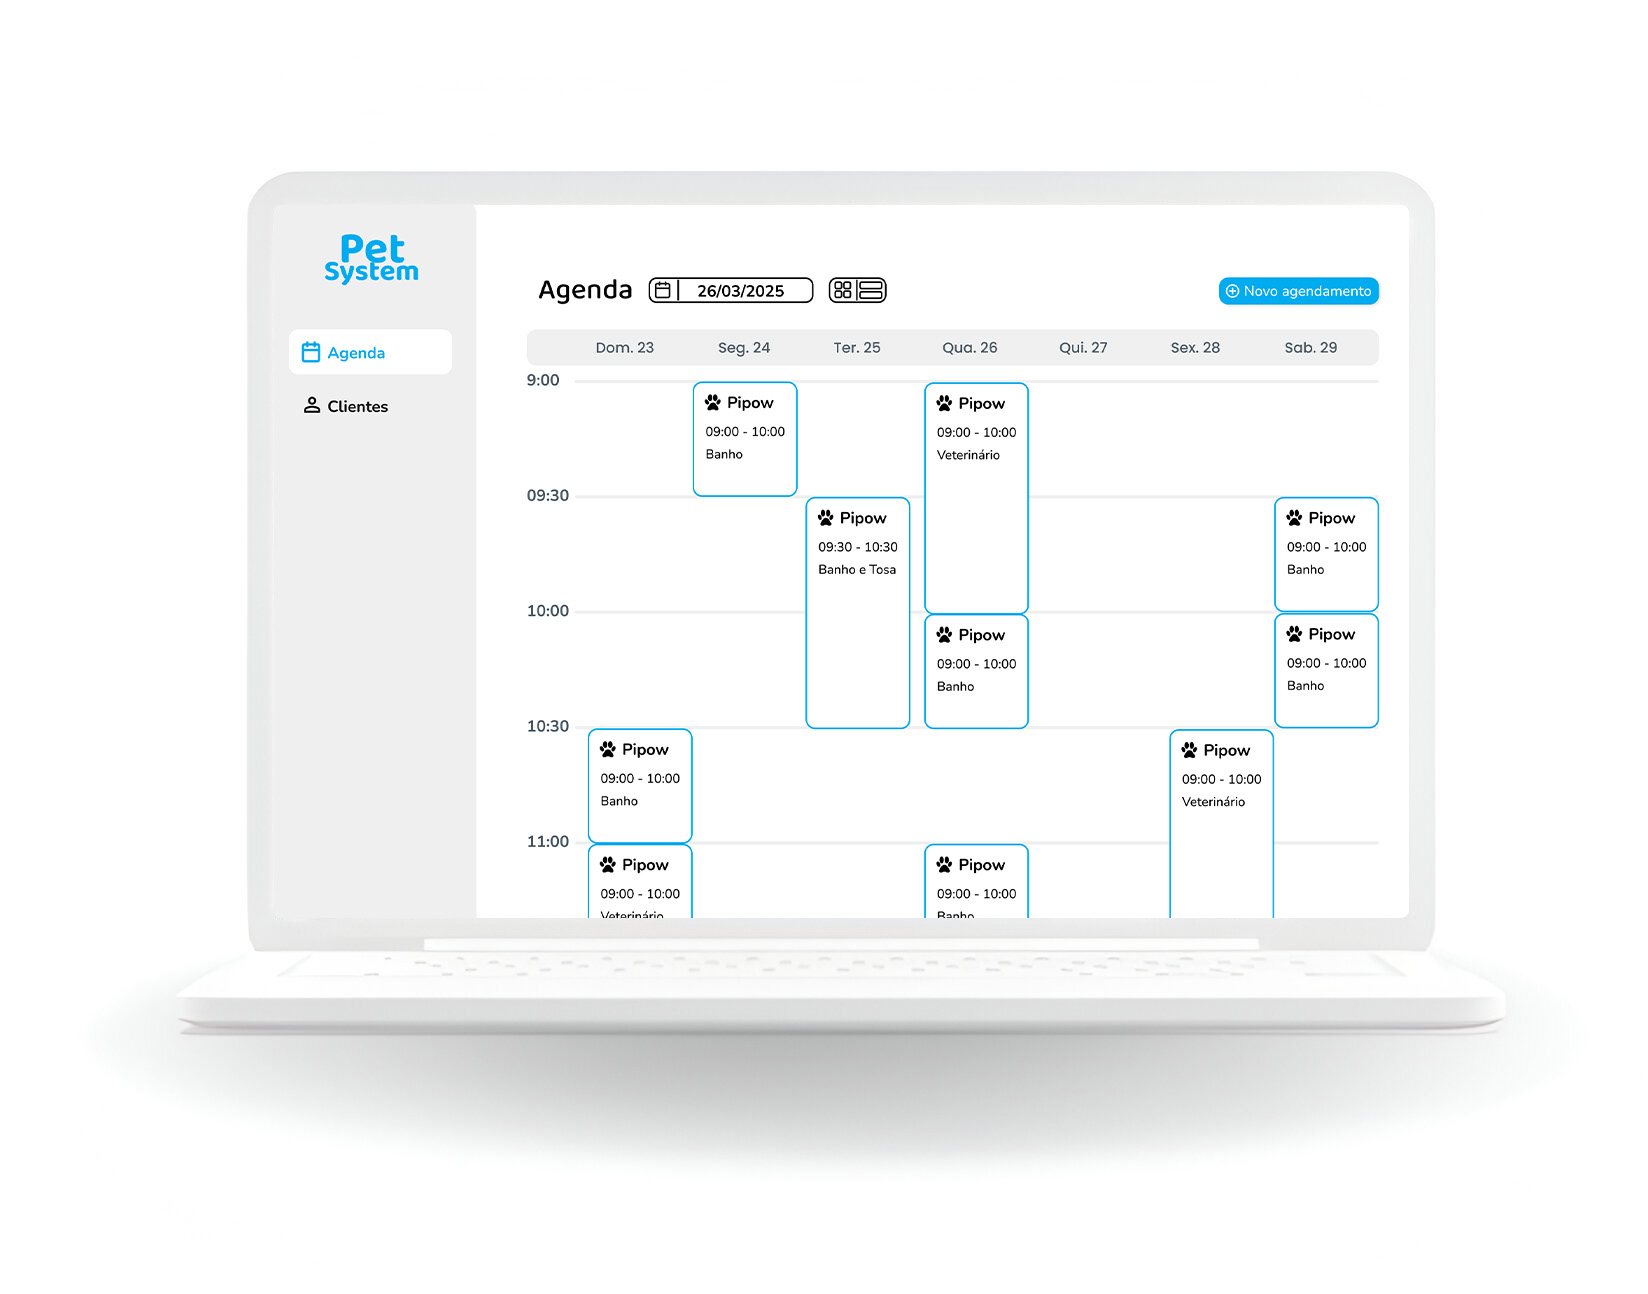 Pet
System
Agenda
Clientes
Agenda
26/03/2025
Novo agendamento
Dom. 23
Seg. 24
Ter. 25
Qua. 26
Qui. 27
Sex. 28
Sab. 29
9:00
Pipow
09:00 - 10:00
Banho
Pipow
09:00 - 10:00
Veterinário
09:30
Pipow
09:30 - 10:30
Banho e Tosa
Pipow
09:00 - 10:00
Banho
10:00
Pipow
09:00 - 10:00
Banho
Pipow
09:00 - 10:00
Banho
10:30
Pipow
09:00 - 10:00
Banho
Pipow
09:00 - 10:00
Veterinário
11:00
Pipow
09:00 - 10:00
Veterinário
Pipow
09:00 - 10:00
Banho